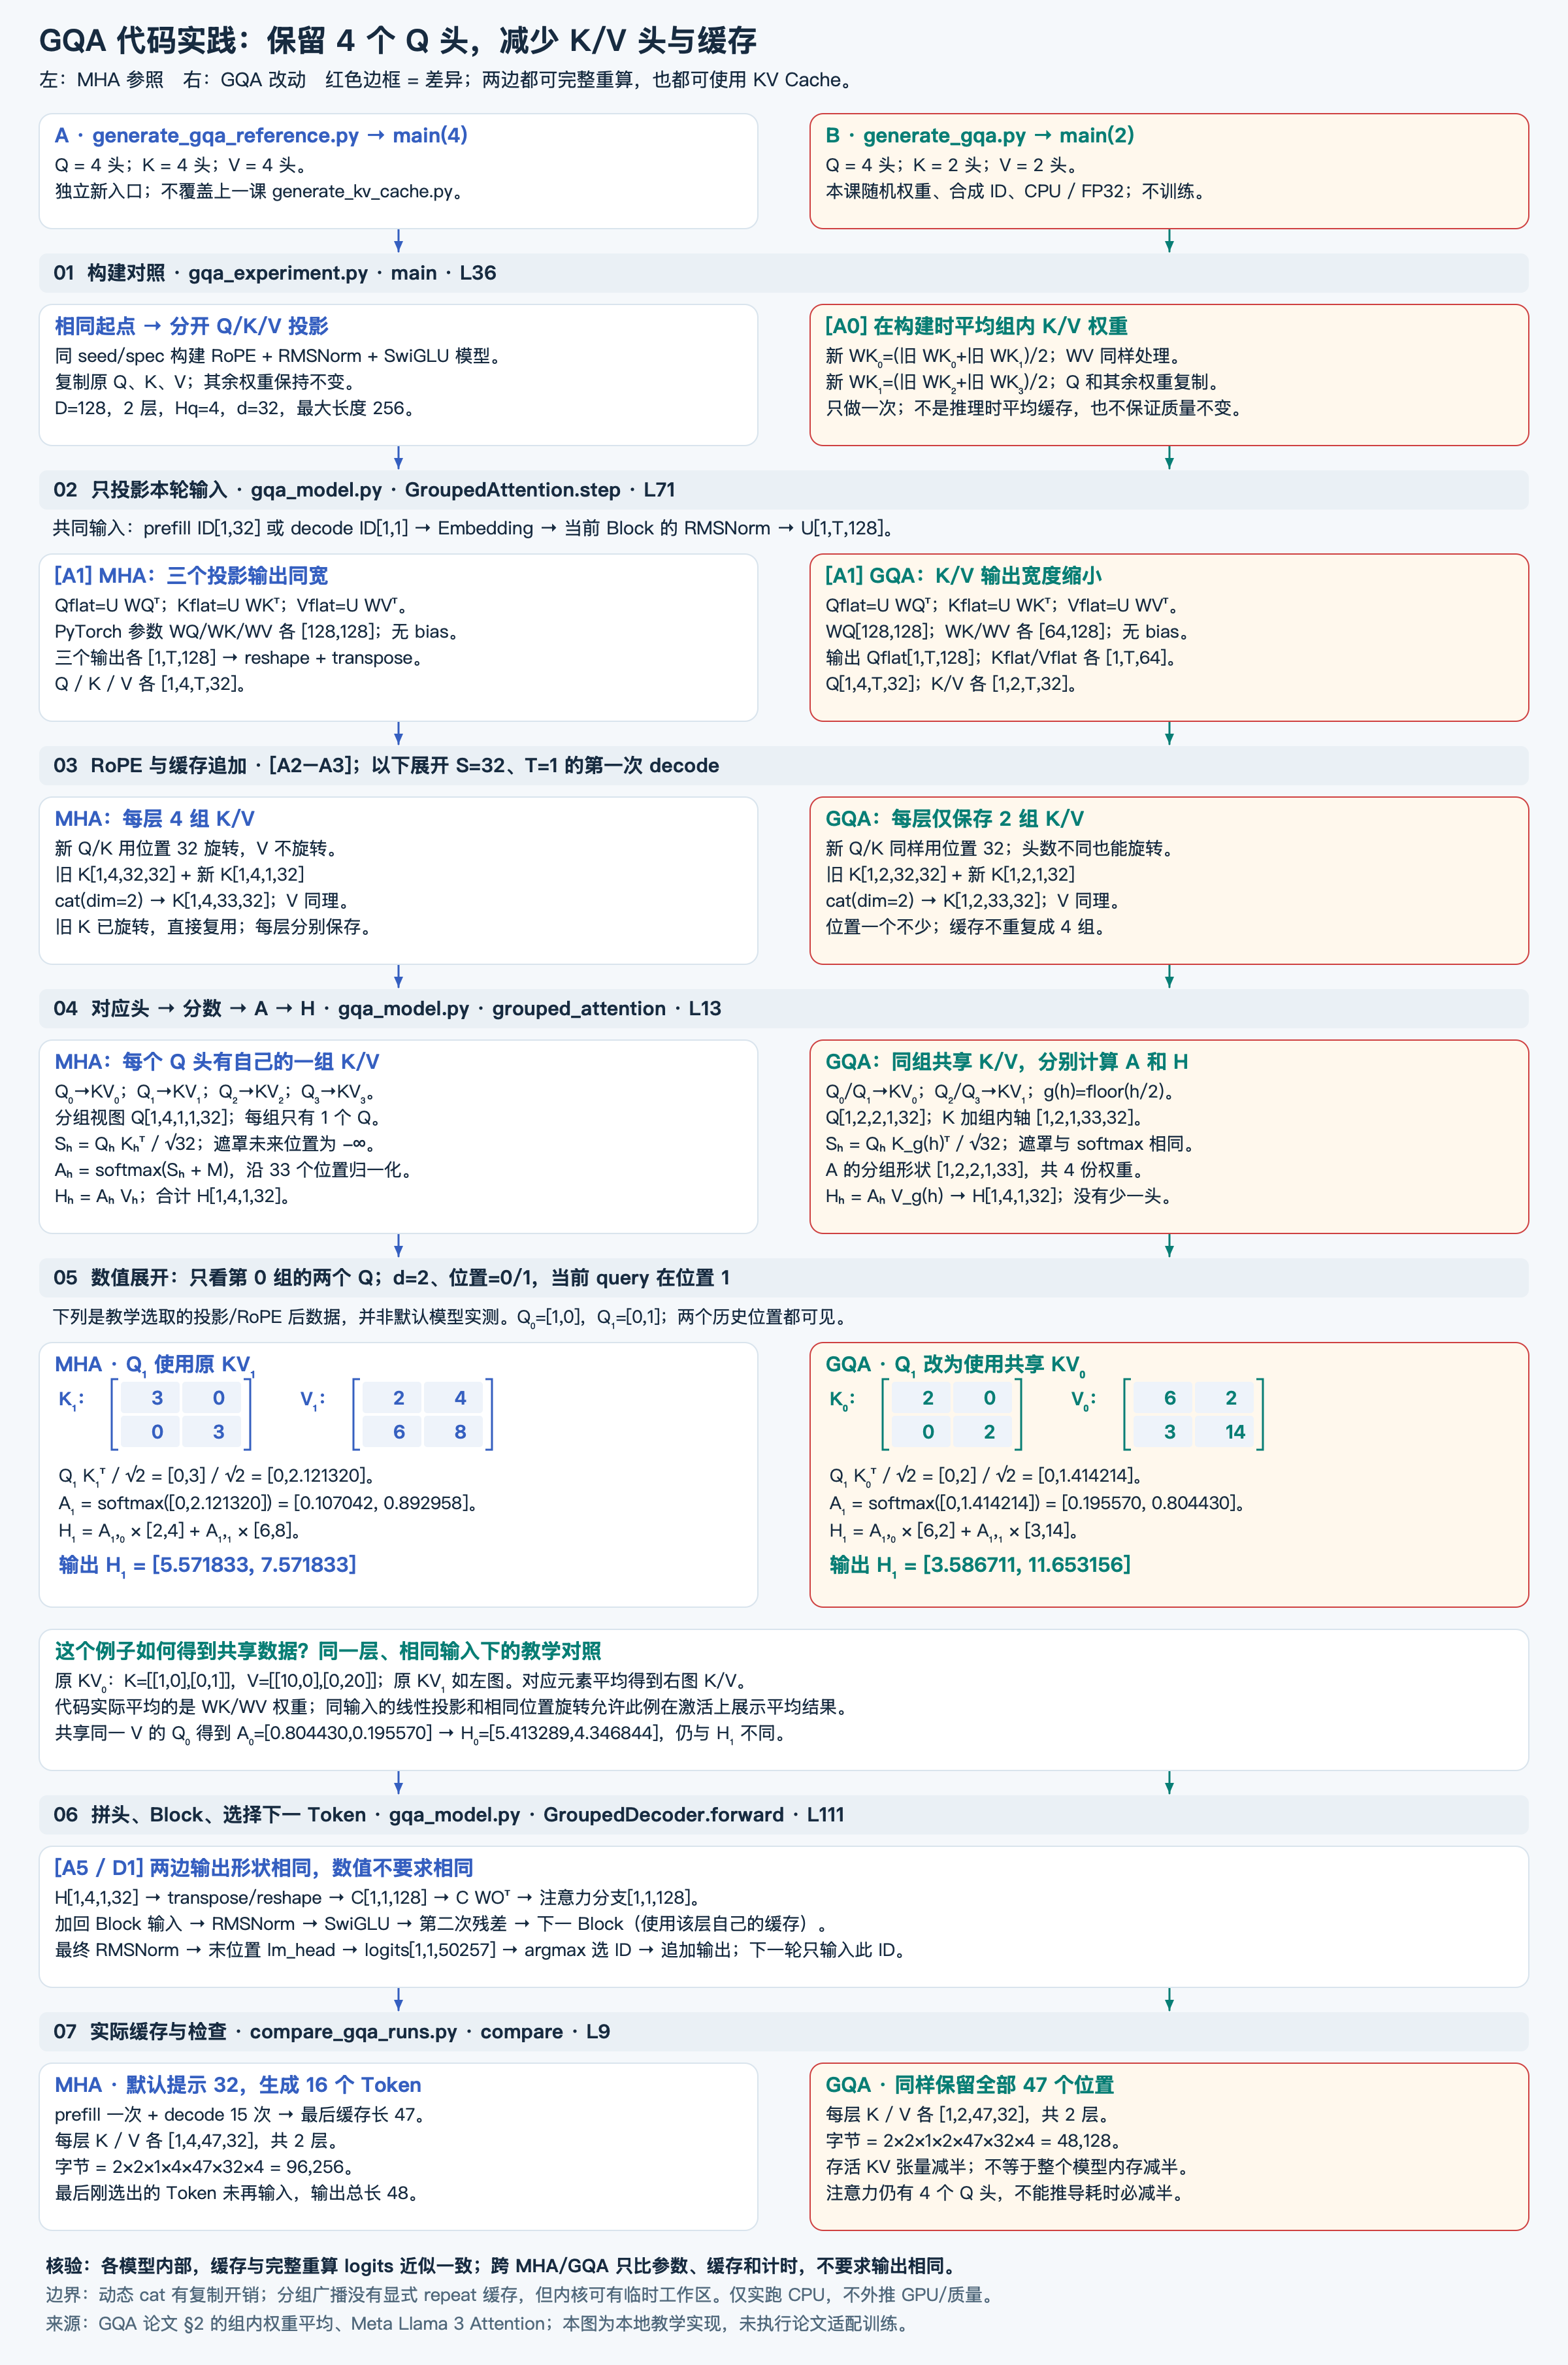 GQA 代码实践：保留 4 个 Q 头，减少 K/V 头与缓存
左：MHA 参照　右：GQA 改动　红色边框 = 差异；两边都可完整重算，也都可使用 KV Cache。
A · generate_gqa_reference.py → main(4)
Q = 4 头；K = 4 头；V = 4 头。
独立新入口；不覆盖上一课 generate_kv_cache.py。
B · generate_gqa.py → main(2)
Q = 4 头；K = 2 头；V = 2 头。
本课随机权重、合成 ID、CPU / FP32；不训练。
01 构建对照 · gqa_experiment.py · main · L36
相同起点 → 分开 Q/K/V 投影
同 seed/spec 构建 RoPE + RMSNorm + SwiGLU 模型。
复制原 Q、K、V；其余权重保持不变。
D=128，2 层，Hq=4，d=32，最大长度 256。
[A0] 在构建时平均组内 K/V 权重
新 WK₀=(旧 WK₀+旧 WK₁)/2；WV 同样处理。
新 WK₁=(旧 WK₂+旧 WK₃)/2；Q 和其余权重复制。
只做一次；不是推理时平均缓存，也不保证质量不变。
02 只投影本轮输入 · gqa_model.py · GroupedAttention.step · L71
共同输入：prefill ID[1,32] 或 decode ID[1,1] → Embedding → 当前 Block 的 RMSNorm → U[1,T,128]。
[A1] MHA：三个投影输出同宽
Qflat=U WQᵀ；Kflat=U WKᵀ；Vflat=U WVᵀ。
PyTorch 参数 WQ/WK/WV 各 [128,128]；无 bias。
三个输出各 [1,T,128] → reshape + transpose。
Q / K / V 各 [1,4,T,32]。
[A1] GQA：K/V 输出宽度缩小
Qflat=U WQᵀ；Kflat=U WKᵀ；Vflat=U WVᵀ。
WQ[128,128]；WK/WV 各 [64,128]；无 bias。
输出 Qflat[1,T,128]；Kflat/Vflat 各 [1,T,64]。
Q[1,4,T,32]；K/V 各 [1,2,T,32]。
03 RoPE 与缓存追加 · [A2—A3]；以下展开 S=32、T=1 的第一次 decode
MHA：每层 4 组 K/V
新 Q/K 用位置 32 旋转，V 不旋转。
旧 K[1,4,32,32] + 新 K[1,4,1,32]
cat(dim=2) → K[1,4,33,32]；V 同理。
旧 K 已旋转，直接复用；每层分别保存。
GQA：每层仅保存 2 组 K/V
新 Q/K 同样用位置 32；头数不同也能旋转。
旧 K[1,2,32,32] + 新 K[1,2,1,32]
cat(dim=2) → K[1,2,33,32]；V 同理。
位置一个不少；缓存不重复成 4 组。
04 对应头 → 分数 → A → H · gqa_model.py · grouped_attention · L13
MHA：每个 Q 头有自己的一组 K/V
Q₀→KV₀；Q₁→KV₁；Q₂→KV₂；Q₃→KV₃。
分组视图 Q[1,4,1,1,32]；每组只有 1 个 Q。
Sₕ = Qₕ Kₕᵀ / √32；遮罩未来位置为 −∞。
Aₕ = softmax(Sₕ + M)，沿 33 个位置归一化。
Hₕ = Aₕ Vₕ；合计 H[1,4,1,32]。
GQA：同组共享 K/V，分别计算 A 和 H
Q₀/Q₁→KV₀；Q₂/Q₃→KV₁；g(h)=floor(h/2)。
Q[1,2,2,1,32]；K 加组内轴 [1,2,1,33,32]。
Sₕ = Qₕ K_g(h)ᵀ / √32；遮罩与 softmax 相同。
A 的分组形状 [1,2,2,1,33]，共 4 份权重。
Hₕ = Aₕ V_g(h) → H[1,4,1,32]；没有少一头。
05 数值展开：只看第 0 组的两个 Q；d=2、位置=0/1，当前 query 在位置 1
下列是教学选取的投影/RoPE 后数据，并非默认模型实测。Q₀=[1,0]，Q₁=[0,1]；两个历史位置都可见。
MHA · Q₁ 使用原 KV₁
K₁： 3 0 V₁： 2 4
0 3 6 8
Q₁ K₁ᵀ / √2 = [0,3] / √2 = [0,2.121320]。
A₁ = softmax([0,2.121320]) = [0.107042, 0.892958]。
H₁ = A₁,₀ × [2,4] + A₁,₁ × [6,8]。
输出 H₁ = [5.571833, 7.571833]
GQA · Q₁ 改为使用共享 KV₀
K₀： 2 0 V₀： 6 2
0 2 3 14
Q₁ K₀ᵀ / √2 = [0,2] / √2 = [0,1.414214]。
A₁ = softmax([0,1.414214]) = [0.195570, 0.804430]。
H₁ = A₁,₀ × [6,2] + A₁,₁ × [3,14]。
输出 H₁ = [3.586711, 11.653156]
这个例子如何得到共享数据？同一层、相同输入下的教学对照
原 KV₀：K=[[1,0],[0,1]]，V=[[10,0],[0,20]]；原 KV₁ 如左图。对应元素平均得到右图 K/V。
代码实际平均的是 WK/WV 权重；同输入的线性投影和相同位置旋转允许此例在激活上展示平均结果。
共享同一 V 的 Q₀ 得到 A₀=[0.804430,0.195570] → H₀=[5.413289,4.346844]，仍与 H₁ 不同。
06 拼头、Block、选择下一 Token · gqa_model.py · GroupedDecoder.forward · L111
[A5 / D1] 两边输出形状相同，数值不要求相同
H[1,4,1,32] → transpose/reshape → C[1,1,128] → C WOᵀ → 注意力分支[1,1,128]。
加回 Block 输入 → RMSNorm → SwiGLU → 第二次残差 → 下一 Block（使用该层自己的缓存）。
最终 RMSNorm → 末位置 lm_head → logits[1,1,50257] → argmax 选 ID → 追加输出；下一轮只输入此 ID。
07 实际缓存与检查 · compare_gqa_runs.py · compare · L9
MHA · 默认提示 32，生成 16 个 Token
prefill 一次 + decode 15 次 → 最后缓存长 47。
每层 K / V 各 [1,4,47,32]，共 2 层。
字节 = 2×2×1×4×47×32×4 = 96,256。
最后刚选出的 Token 未再输入，输出总长 48。
GQA · 同样保留全部 47 个位置
每层 K / V 各 [1,2,47,32]，共 2 层。
字节 = 2×2×1×2×47×32×4 = 48,128。
存活 KV 张量减半；不等于整个模型内存减半。
注意力仍有 4 个 Q 头，不能推导耗时必减半。
核验：各模型内部，缓存与完整重算 logits 近似一致；跨 MHA/GQA 只比参数、缓存和计时，不要求输出相同。
边界：动态 cat 有复制开销；分组广播没有显式 repeat 缓存，但内核可有临时工作区。仅实跑 CPU，不外推 GPU/质量。
来源：GQA 论文 §2 的组内权重平均、Meta Llama 3 Attention；本图为本地教学实现，未执行论文适配训练。